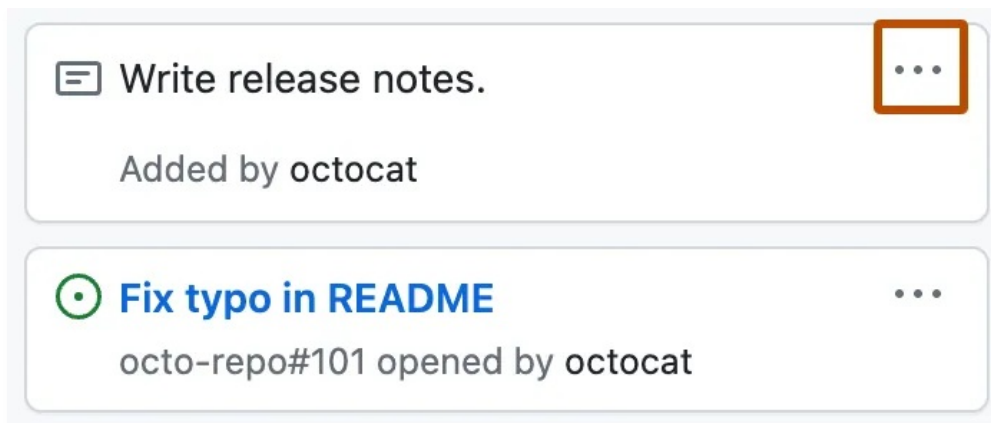 Write release notes.
Added by octocat
Fix typo in README
octo-repo#101 opened by octocat